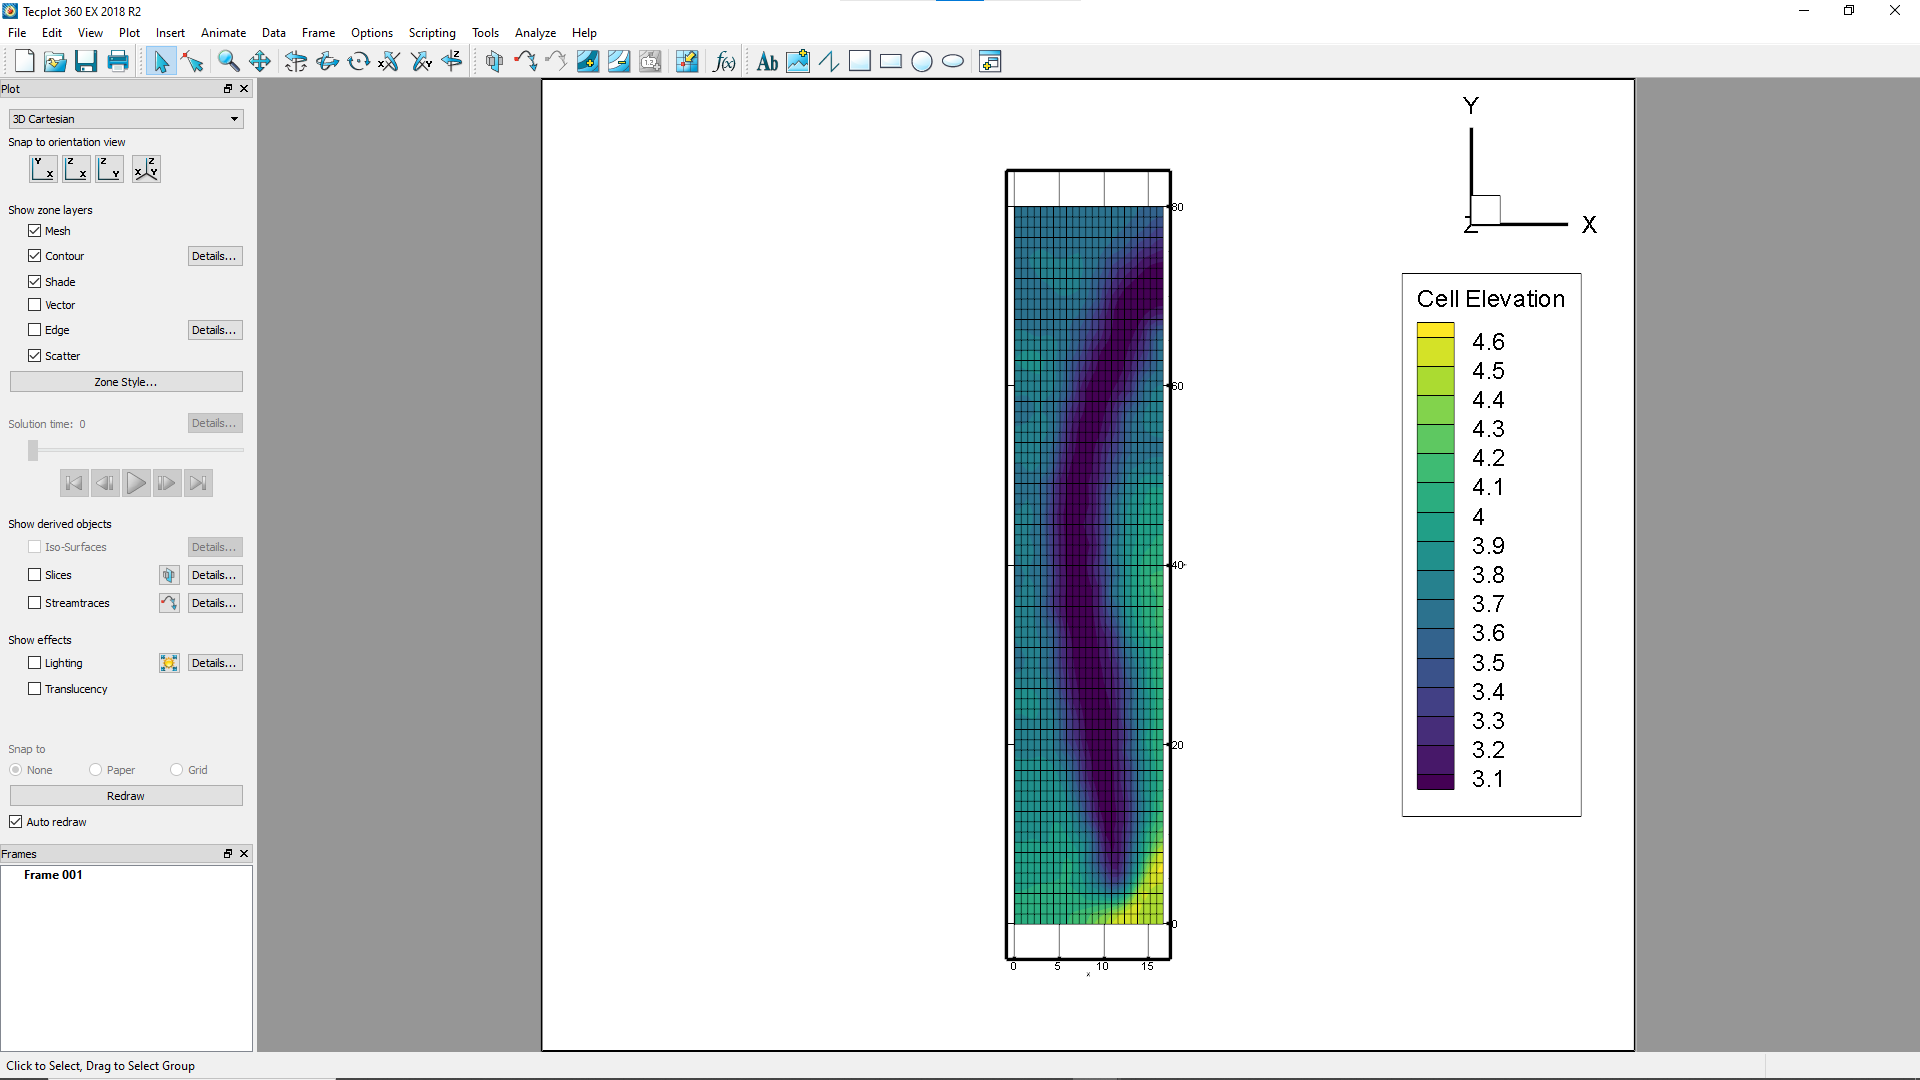 Tecplot 360 EX 2018 R2
File Edit View Plot Insert Animate Data Frame Options Scripting Tools Analyze Help
Plot
3D Cartesian
Snap to orientation view
Y X Z X Z Y Z X Y
Show zone layers
Mesh
Contour Details...
Shade
Vector
Edge Details...
Scatter
Zone Style...
Solution time: 0 Details...
Show derived objects
Iso-Surfaces Details...
Slices Details...
Streamtraces Details...
Show effects
Lighting Details...
Translucency
Snap to
None Paper Grid
Redraw
Auto redraw
Frames
Frame 001
Click to Select, Drag to Select Group
80
60
40
20
0
0 5 10 15
x
Y
Z X
Cell Elevation
4.6
4.5
4.4
4.3
4.2
4.1
4
3.9
3.8
3.7
3.6
3.5
3.4
3.3
3.2
3.1